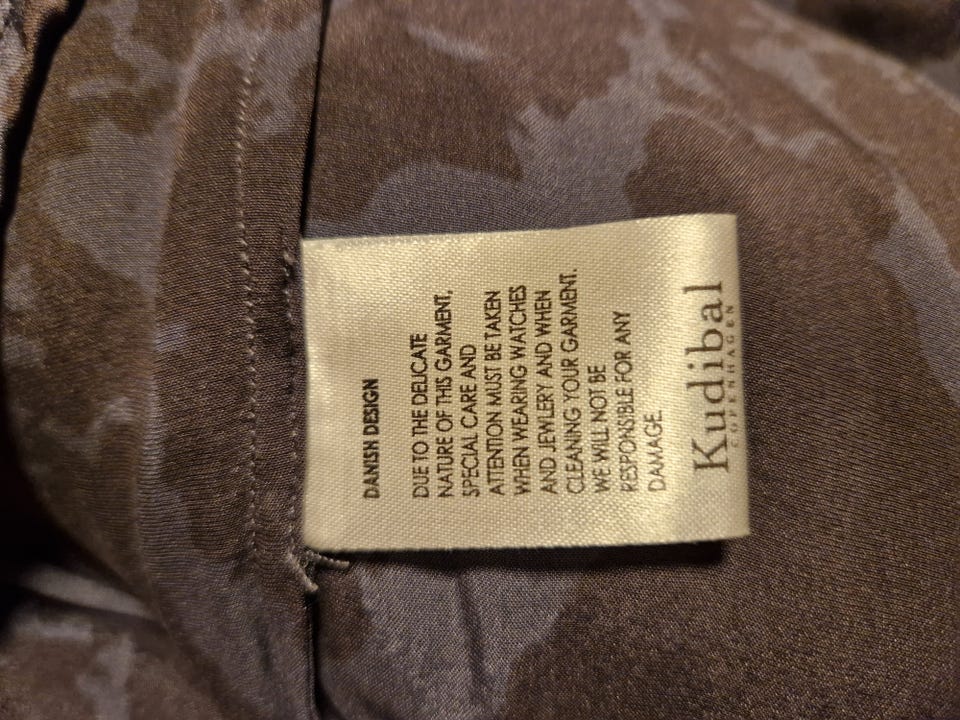 DANISH DESIGN
DUE TO THE DELICATE
NATURE OF THIS GARMENT,
SPECIAL CARE AND
ATTENTION MUST BE TAKEN
WHEN WEARING WATCHES
AND JEWELERY AND WHEN
CLEANING YOUR GARMENT.
WE WILL NOT BE
RESPONSIBLE FOR ANY
DAMAGE.
Kudibal
COPENHAGEN